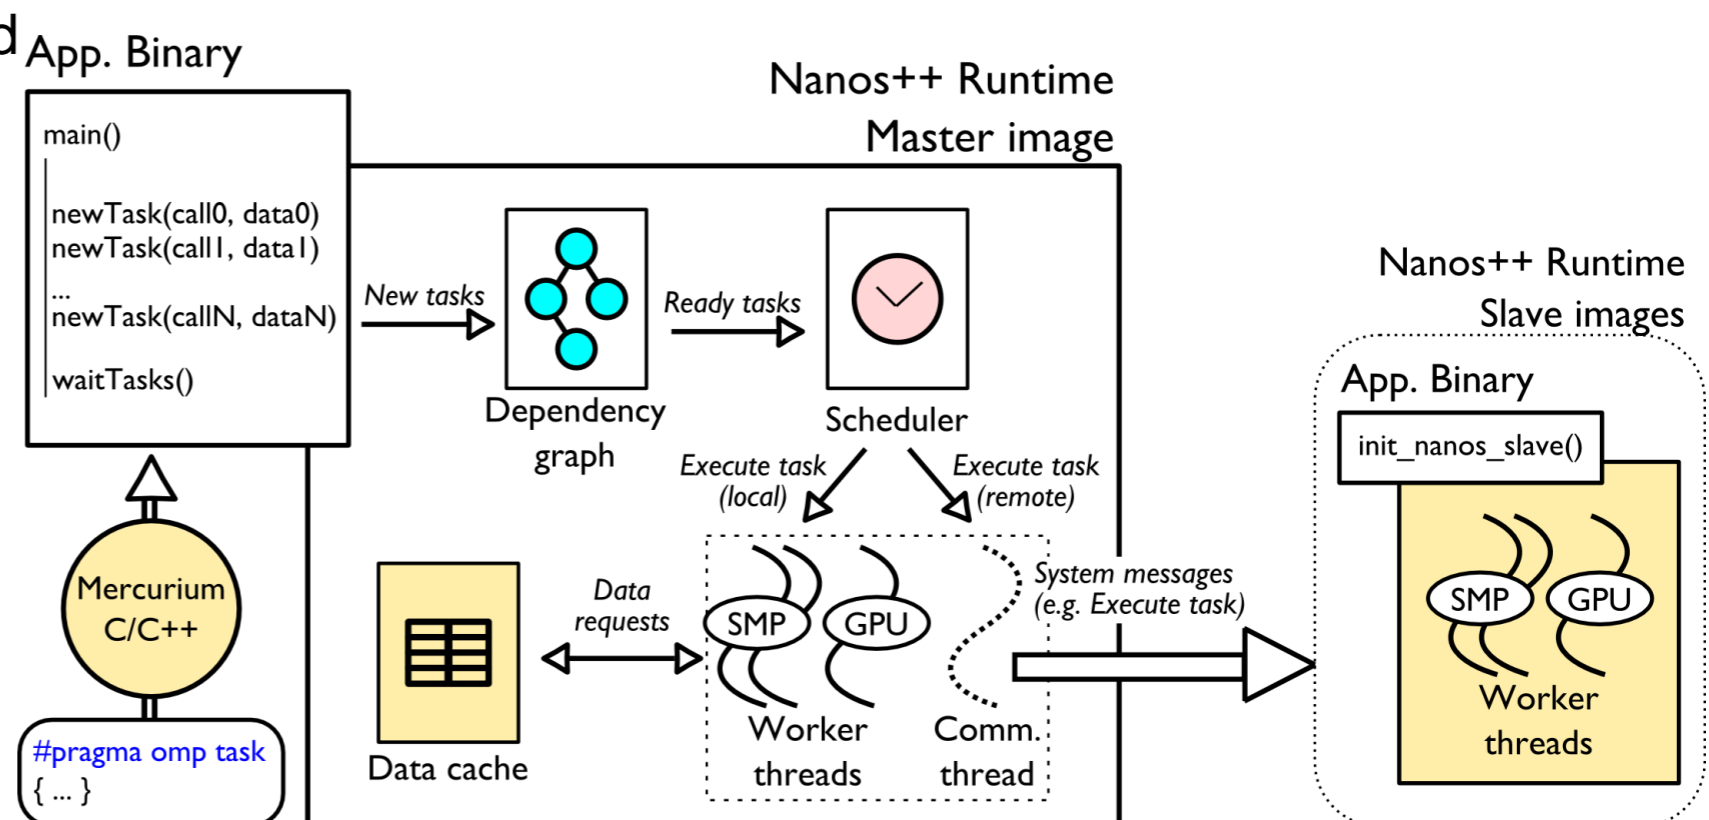 d
App. Binary
main()
newTask(call0, data0)
newTask(call1, data1)
...
newTask(callN, dataN)
waitTasks()
Mercurium
C/C++
#pragma omp task
{ ... }
Nanos++ Runtime
Master image
New tasks
Dependency
graph
Ready tasks
Scheduler
Execute task
(local)
Execute task
(remote)
Data
requests
Data cache
SMP
GPU
Worker
threads
Comm.
thread
System messages
(e.g. Execute task)
Nanos++ Runtime
Slave images
App. Binary
init_nanos_slave()
SMP
GPU
Worker
threads